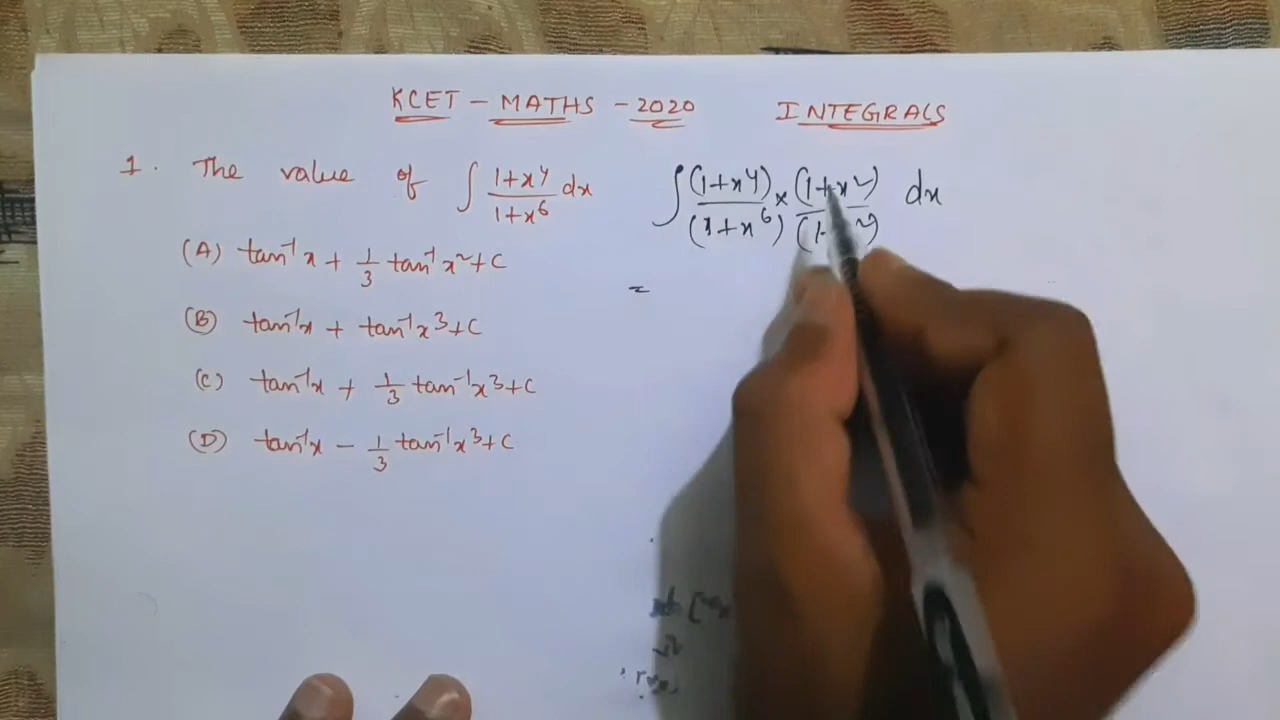 KCET - MATHS - 2020 INTEGRALS
1. The value of ∫ 1+x⁴/1+x⁶ dx
(A) tan⁻¹x + 1/3 tan⁻¹x² + C
(B) tan⁻¹x + tan⁻¹x³ + C
(C) tan⁻¹x + 1/3 tan⁻¹x³ + C
(D) tan⁻¹x - 1/3 tan⁻¹x³ + C
∫ (1+x⁴)/(1+x⁶) × (1+x²)/(1+ ²) dx
=